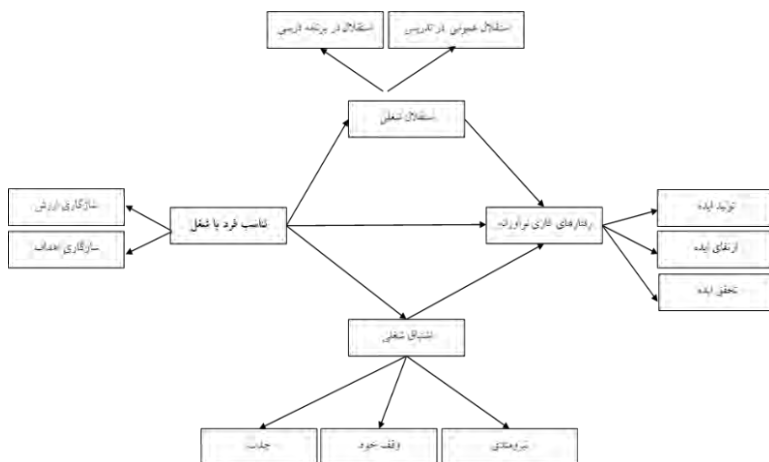 استقلال عمومی در تدریس
استقلال در برنامه درسی
استقلال شغلی
سازگاری ارزش
تناسب فرد با شغل
رفتارهای کاری نوآورانه
تولید ایده
سازگاری اهداف
ارتقای ایده
تحقق ایده
اشتیاق شغلی
نیرومندی
وقف خود
جذب